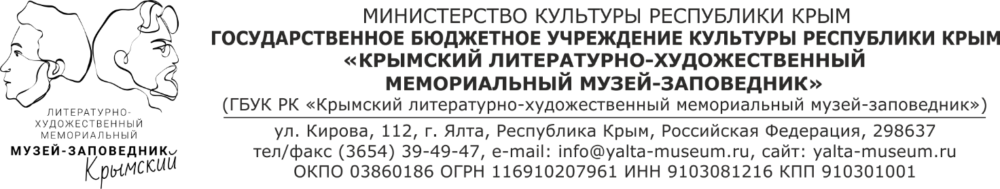 ЛИТЕРАТУРНО-
ХУДОЖЕСТВЕННЫЙ
МЕМОРИАЛЬНЫЙ
МУЗЕЙ-ЗАПОВЕДНИК
Крымский
МИНИСТЕРСТВО КУЛЬТУРЫ РЕСПУБЛИКИ КРЫМ
ГОСУДАРСТВЕННОЕ БЮДЖЕТНОЕ УЧРЕЖДЕНИЕ КУЛЬТУРЫ РЕСПУБЛИКИ КРЫМ
«КРЫМСКИЙ ЛИТЕРАТУРНО-ХУДОЖЕСТВЕННЫЙ
МЕМОРИАЛЬНЫЙ МУЗЕЙ-ЗАПОВЕДНИК»
(ГБУК РК «Крымский литературно-художественный мемориальный музей-заповедник»)
ул. Кирова, 112, г. Ялта, Республика Крым, Российская Федерация, 298637
тел/факс (3654) 39-49-47, e-mail: info@yalta-museum.ru, сайт: yalta-museum.ru
ОКПО 03860186 ОГРН 116910207961 ИНН 9103081216 КПП 910301001